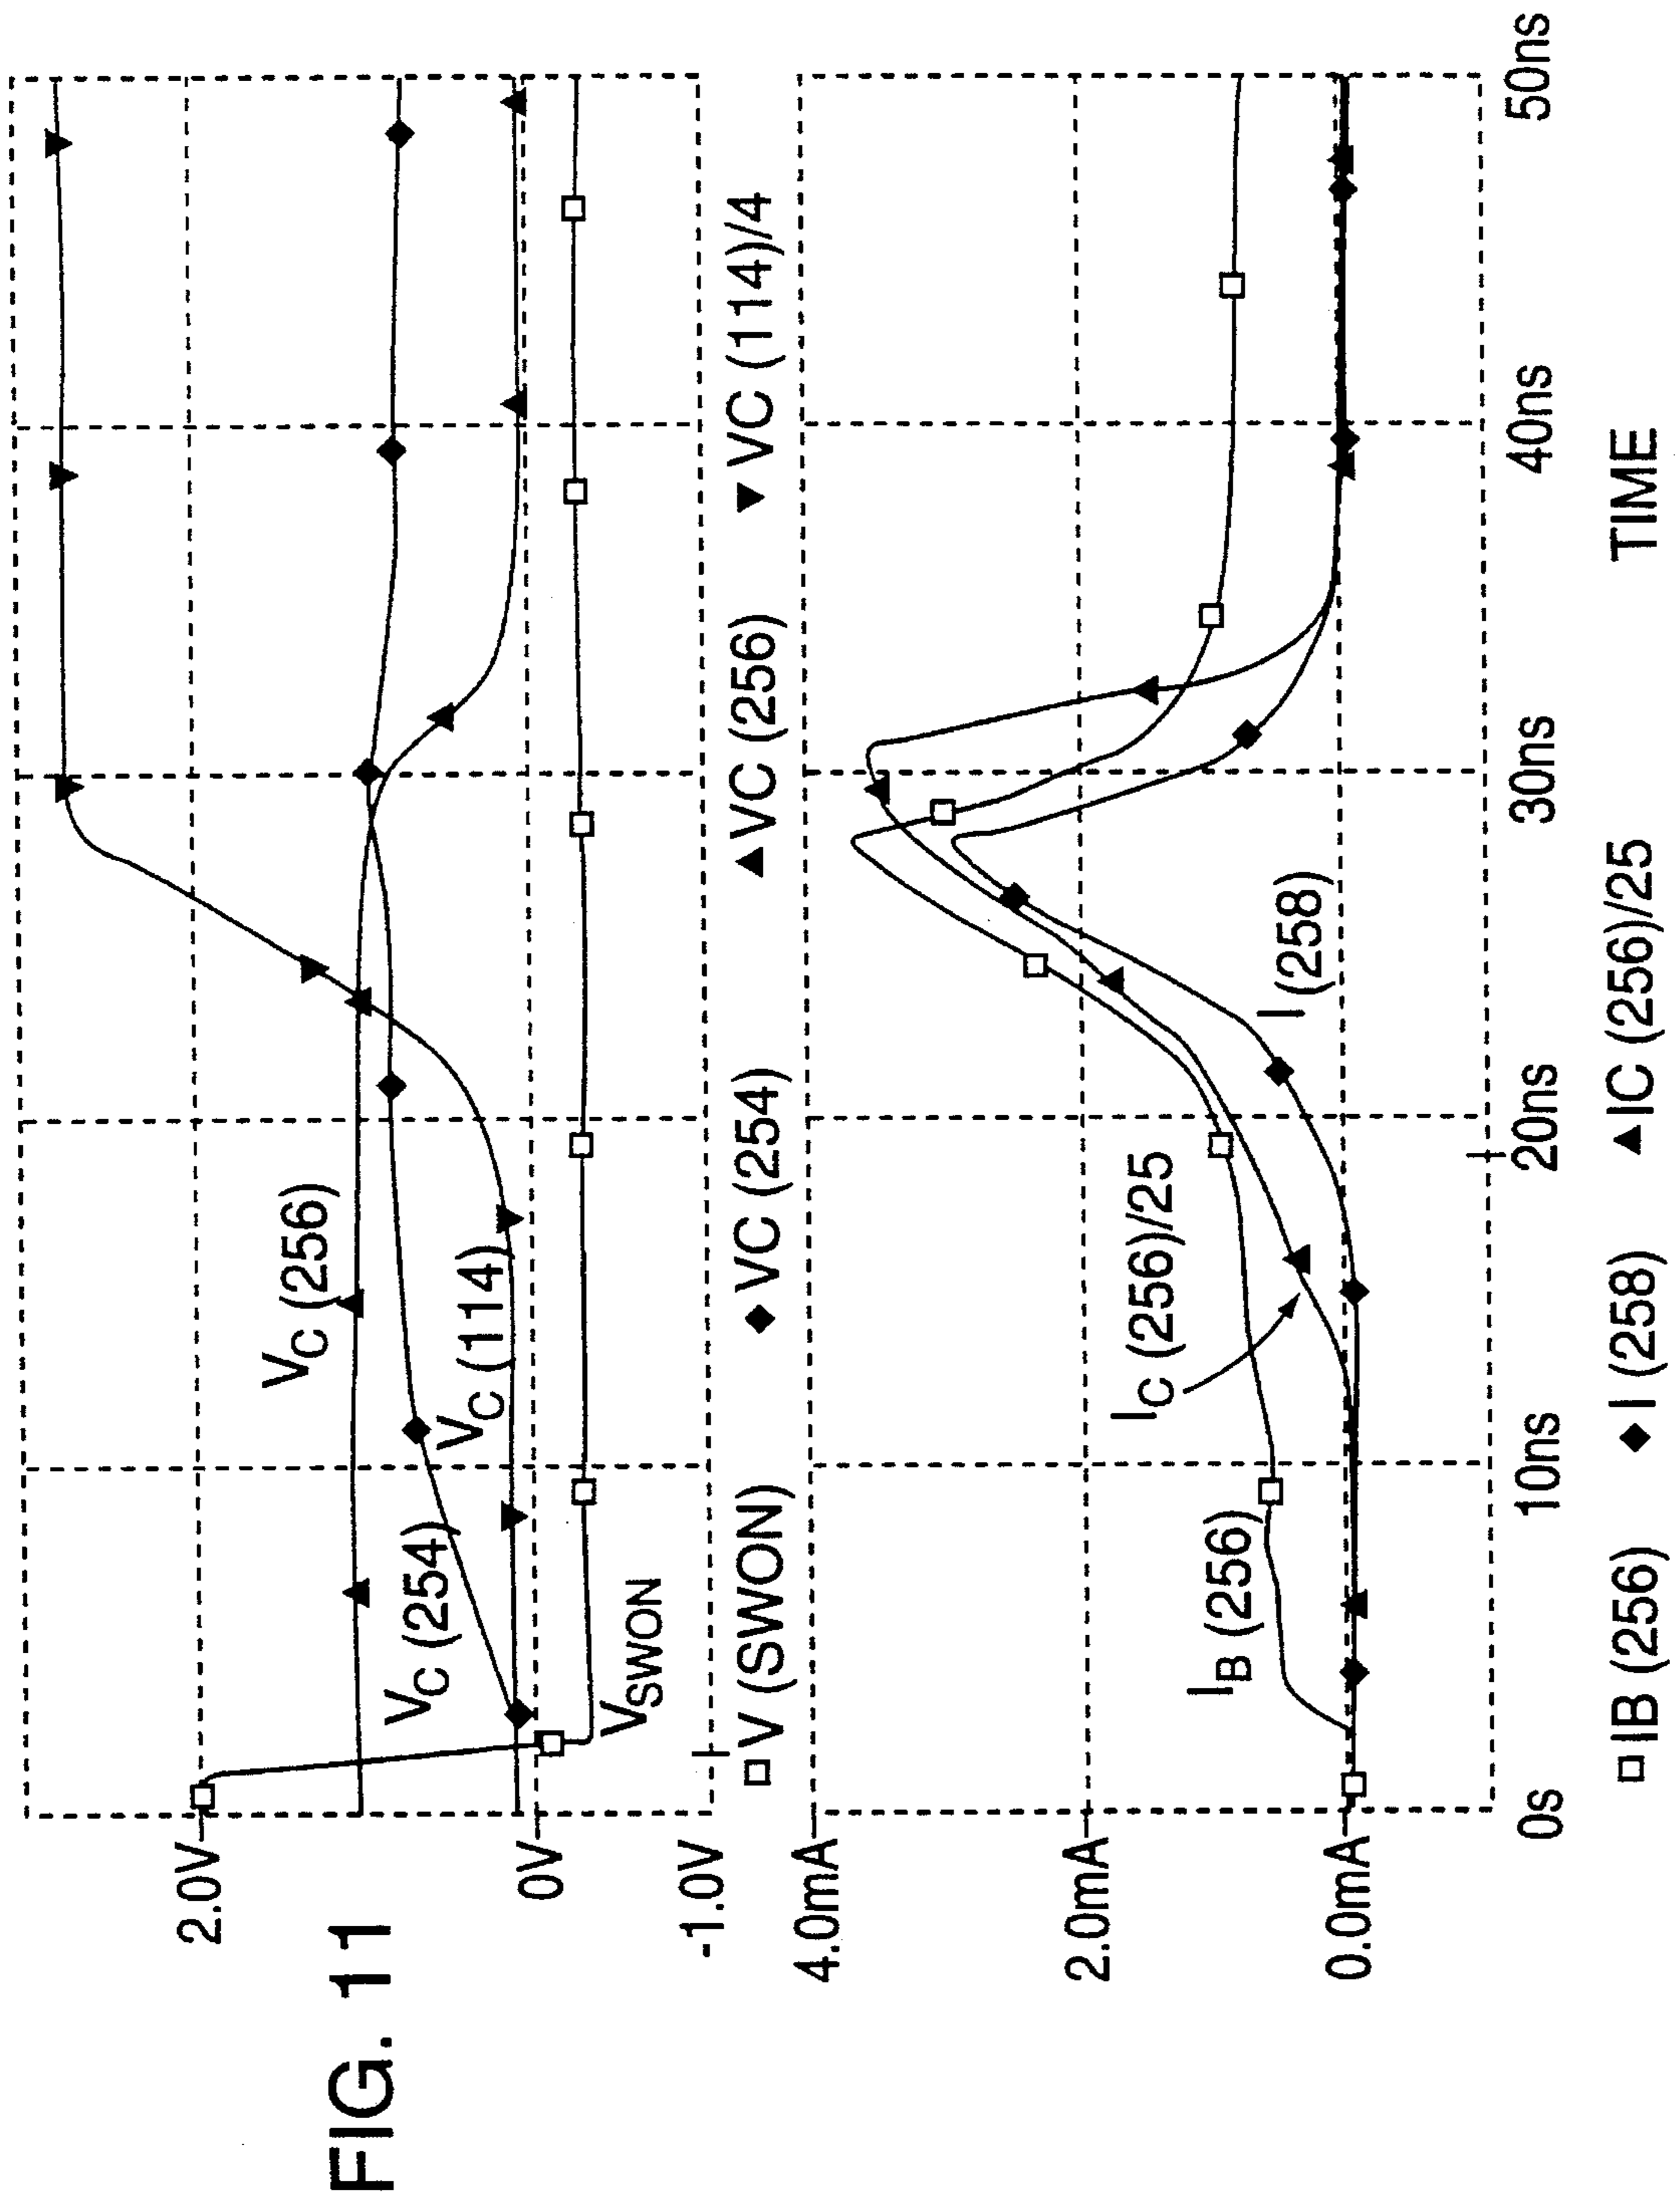 FIG. 11
2.0V
0V
-1.0V
V_C (256)
V_C (254)
V_C (114)
V_SWON
□ V (SWON) ◆ VC (254) ▲ VC (256) ▼ VC (114)/4
4.0mA
2.0mA
0.0mA
I_B (256)
I_C (256)/25
I (258)
0s 10ns 20ns 30ns 40ns 50ns
□ IB (256) ◆ I (258) ▲ IC (256)/25 TIME